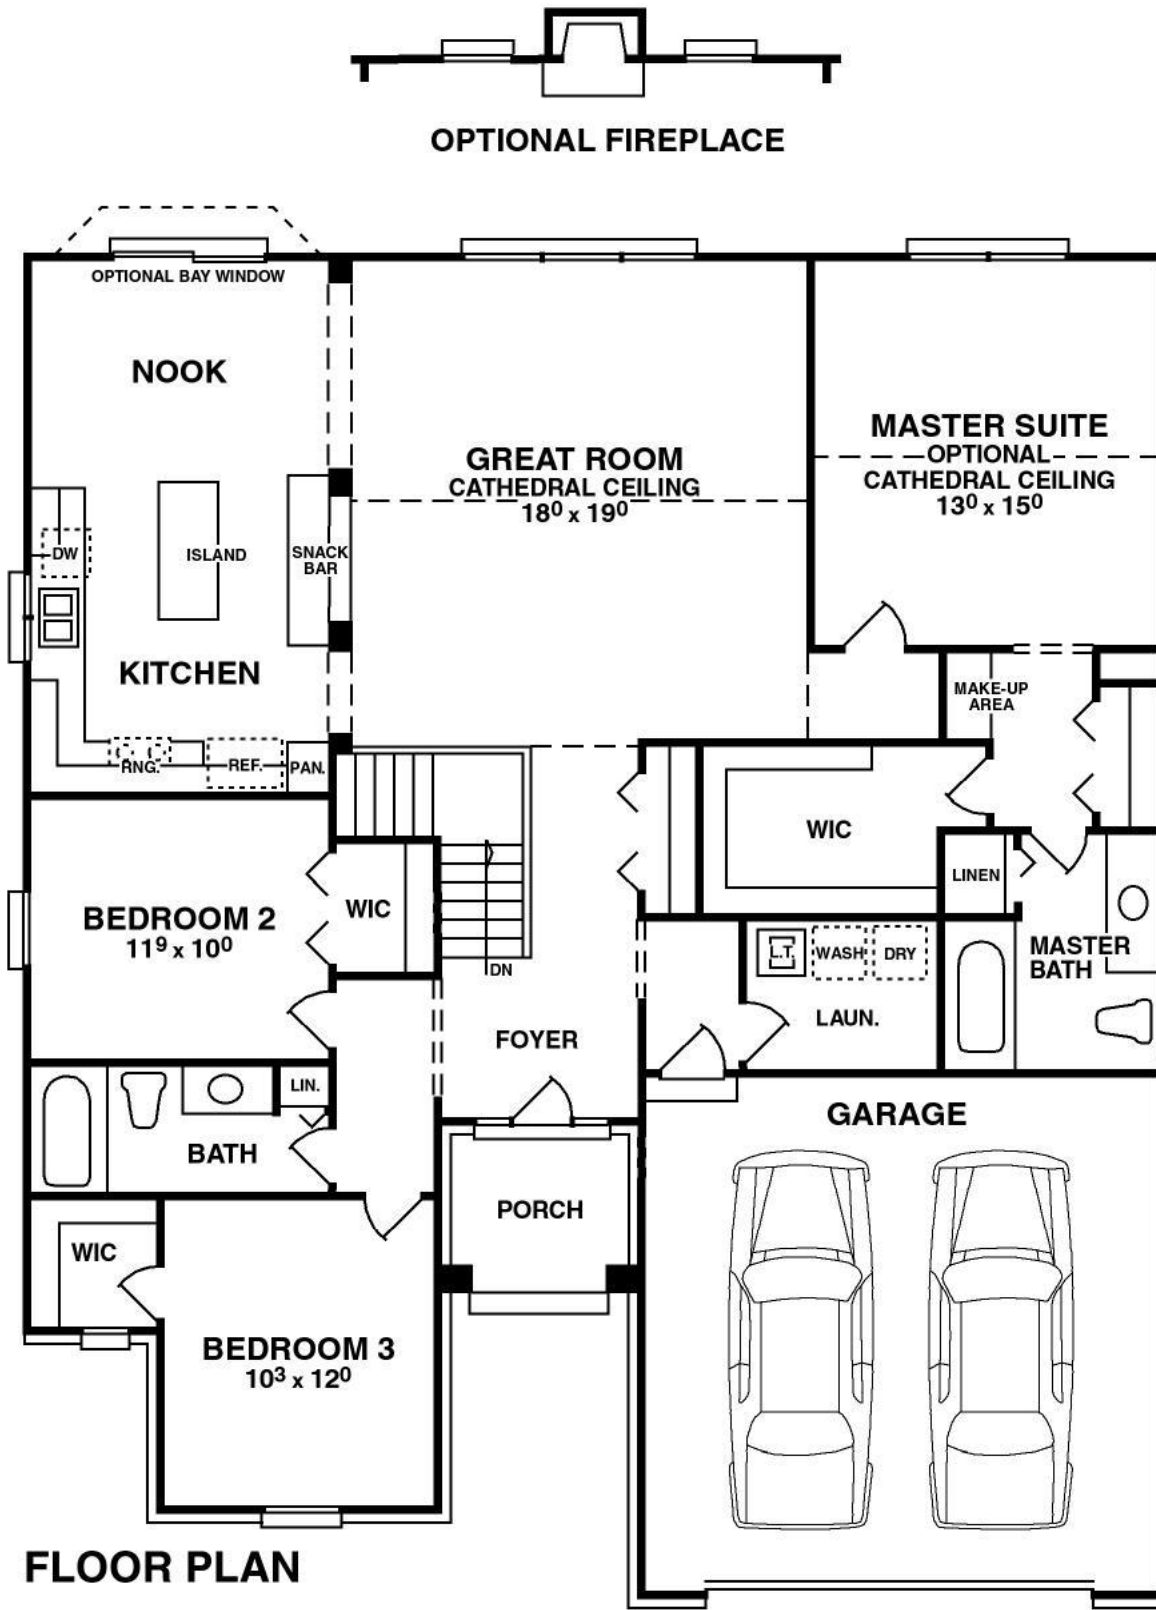 OPTIONAL FIREPLACE
OPTIONAL BAY WINDOW
NOOK
GREAT ROOM
CATHEDRAL CEILING
18⁰ x 19⁰
MASTER SUITE
OPTIONAL
CATHEDRAL CEILING
13⁰ x 15⁰
DW
ISLAND
SNACK
BAR
KITCHEN
MAKE-UP
AREA
RNG.
REF.
PAN.
WIC
LINEN
BEDROOM 2
11⁹ x 10⁰
WIC
MASTER
BATH
L.T.
WASH
DRY
DN
LAUN.
FOYER
LIN.
BATH
GARAGE
PORCH
WIC
BEDROOM 3
10³ x 12⁰
FLOOR PLAN